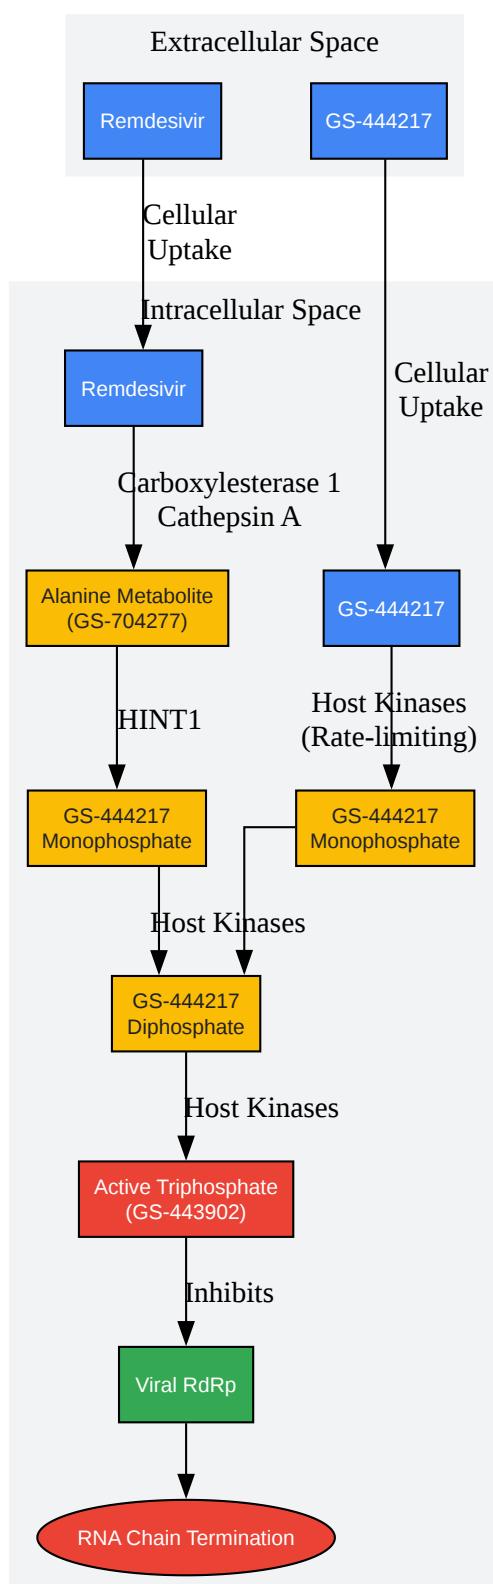 Extracellular Space
Remdesivir
GS-444217
Cellular
Uptake
Intracellular Space
Remdesivir
Cellular
Uptake
Carboxylesterase 1
Cathepsin A
Alanine Metabolite
(GS-704277)
GS-444217
HINT1
Host Kinases
(Rate-limiting)
GS-444217
Monophosphate
GS-444217
Monophosphate
Host Kinases
GS-444217
Diphosphate
Host Kinases
Active Triphosphate
(GS-443902)
Inhibits
Viral RdRp
RNA Chain Termination